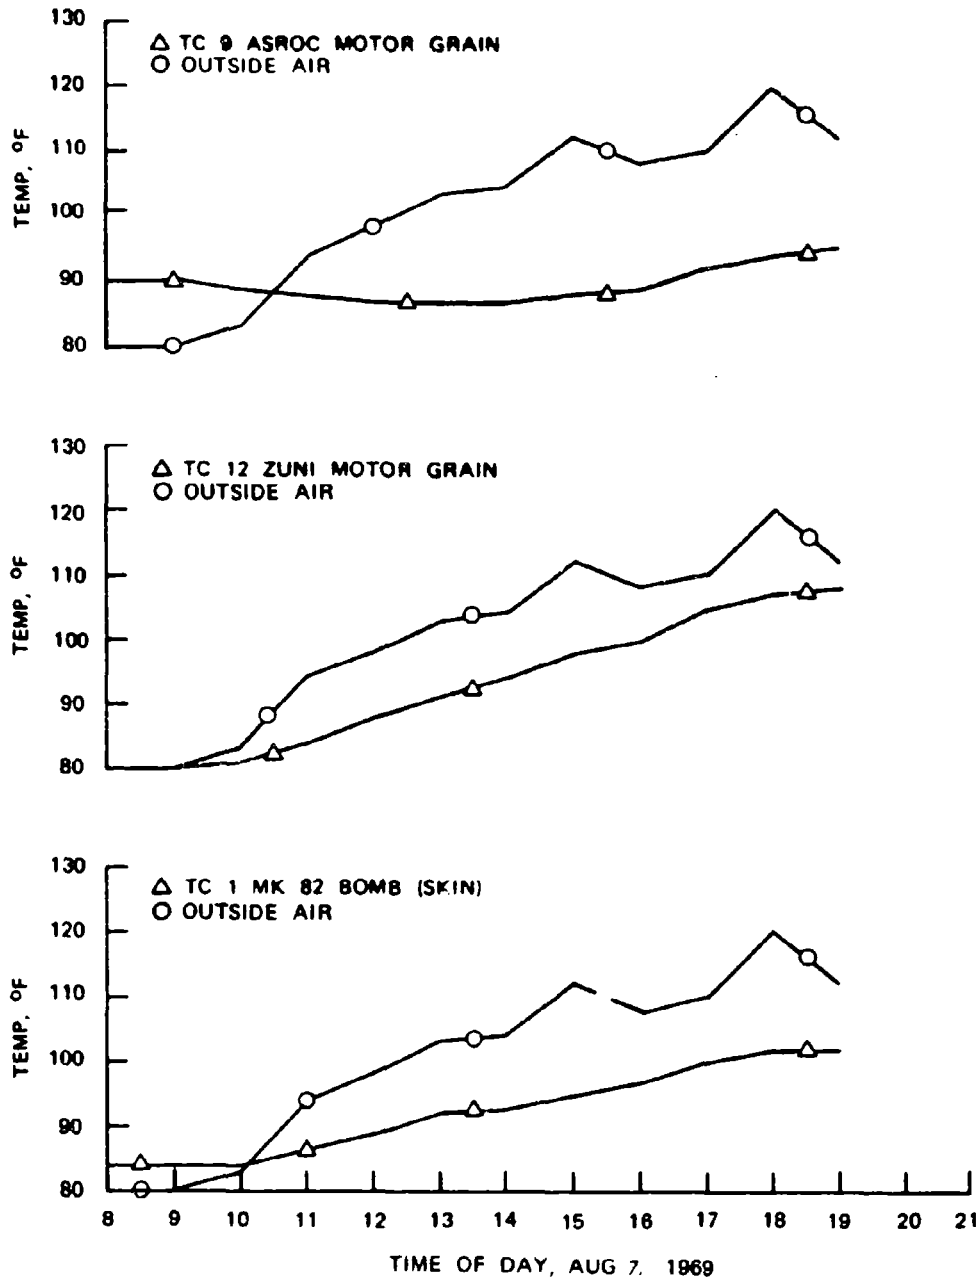 130
△ TC 9 ASROC MOTOR GRAIN
○ OUTSIDE AIR
120
110
100
90
80
TEMP, ºF
130
△ TC 12 ZUNI MOTOR GRAIN
○ OUTSIDE AIR
120
110
100
90
80
TEMP, ºF
130
△ TC 1 MK 82 BOMB (SKIN)
○ OUTSIDE AIR
120
110
100
90
80
TEMP, ºF
8 9 10 11 12 13 14 15 16 17 18 19 20 21
TIME OF DAY, AUG 7. 1969